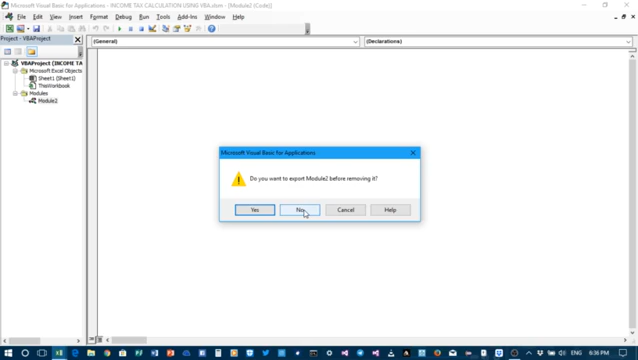 Microsoft Visual Basic for Applications - INCOME TAX CALCULATION USING VBA.xlsm - [Module2 (Code)]
File Edit View Insert Format Debug Run Tools Add-Ins Window Help
Project - VBAProject
(General)
(Declarations)
VBAProject (INCOME TA
Microsoft Excel Objects
Sheet1 (Sheet1)
ThisWorkbook
Modules
Module2
Microsoft Visual Basic for Applications
Do you want to export Module2 before removing it?
Yes No Cancel Help
ENG 6:36 PM